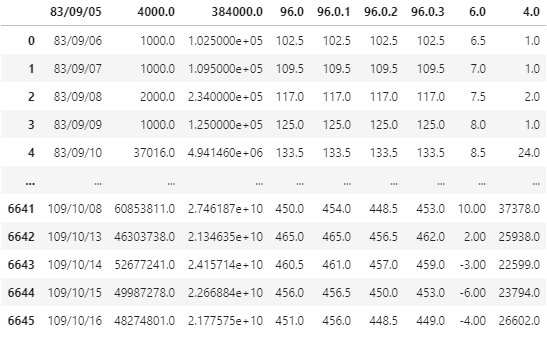 83/09/05 4000.0 384000.0 96.0 96.0.1 96.0.2 96.0.3 6.0 4.0
0 83/09/06 1000.0 1.025000e+05 102.5 102.5 102.5 102.5 6.5 1.0
1 83/09/07 1000.0 1.095000e+05 109.5 109.5 109.5 109.5 7.0 1.0
2 83/09/08 2000.0 2.340000e+05 117.0 117.0 117.0 117.0 7.5 2.0
3 83/09/09 1000.0 1.250000e+05 125.0 125.0 125.0 125.0 8.0 1.0
4 83/09/10 37016.0 4.941460e+06 133.5 133.5 133.5 133.5 8.5 24.0
... ... ... ... ... ... ... ... ... ...
6641 109/10/08 60853811.0 2.746187e+10 450.0 454.0 448.5 453.0 10.00 37378.0
6642 109/10/13 46303738.0 2.134635e+10 465.0 465.0 456.5 462.0 2.00 25938.0
6643 109/10/14 52677241.0 2.415714e+10 460.5 461.0 457.0 459.0 -3.00 22599.0
6644 109/10/15 49987278.0 2.266884e+10 456.0 456.5 450.0 453.0 -6.00 23794.0
6645 109/10/16 48274801.0 2.177575e+10 451.0 456.0 448.5 449.0 -4.00 26602.0